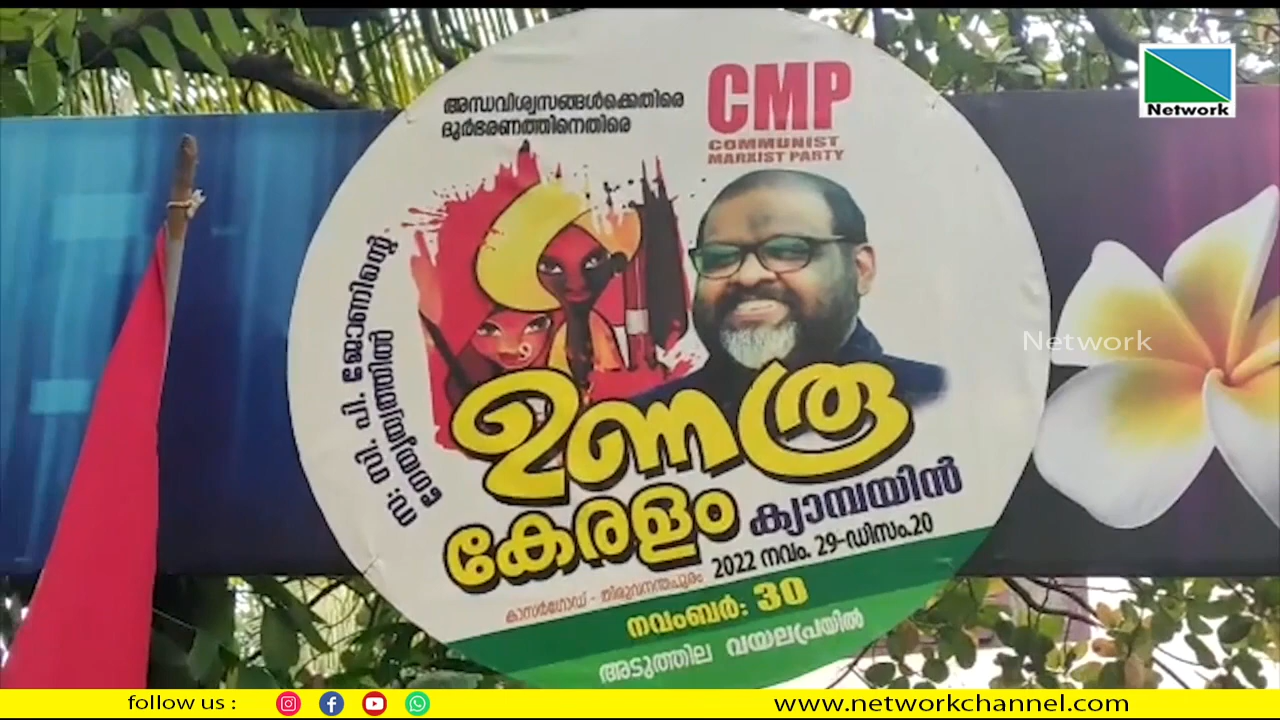 Network
അന്ധവിശ്വസങ്ങൾക്കെതിരെ
ദുർഭരണത്തിനെതിരെ
CMP
COMMUNIST
MARXIST PARTY
ഡി. സി. പി. ജോണിന്റെ
നേതൃത്വത്തിൽ
Network
ഉണരൂ
കേരളം ക്യാമ്പയിൻ
കാസർഗോഡ് - തിരുവനന്തപുരം 2022 നവം. 29-ഡിസം.20
നവംബർ: 30
അടുത്തില വയലപ്രയിൽ
follow us :
www.networkchannel.com